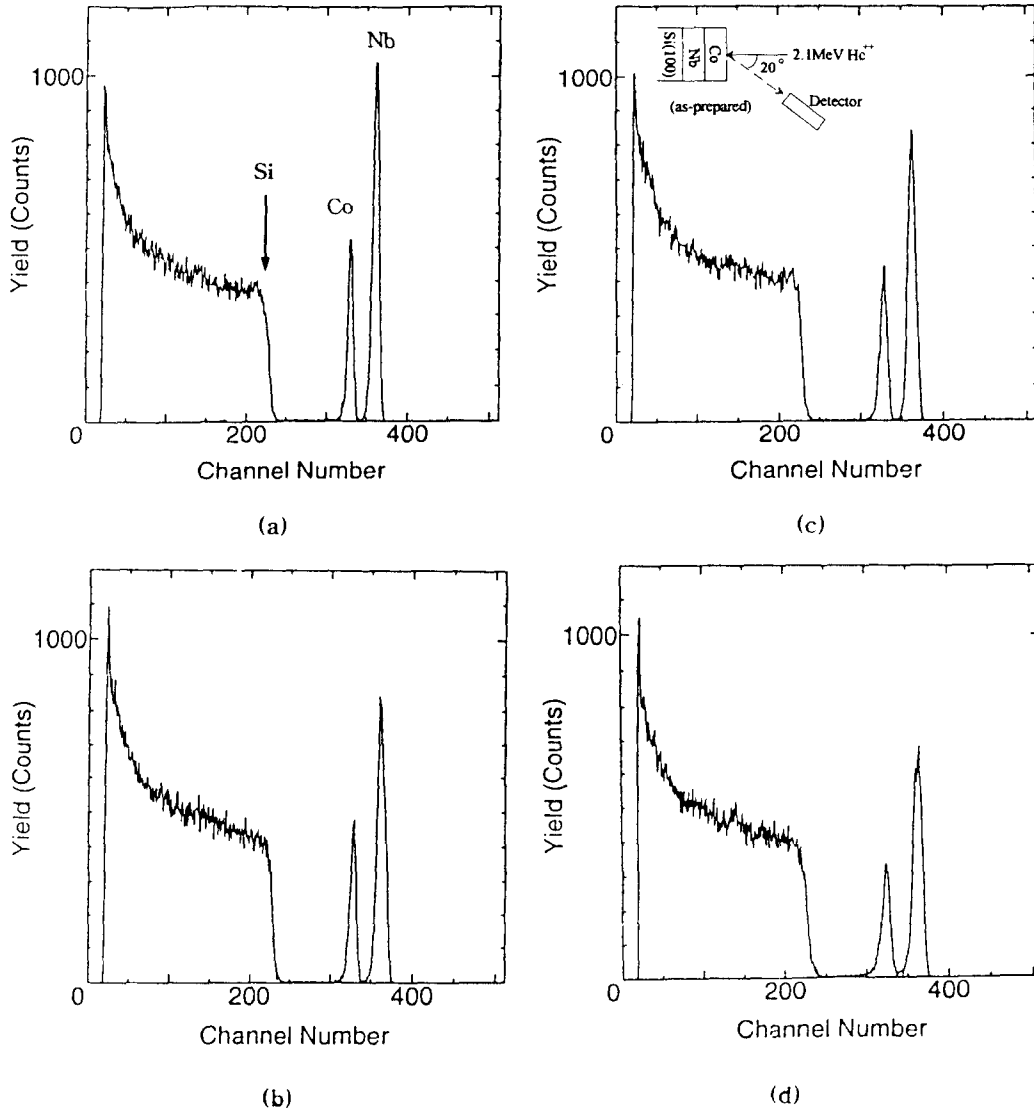 1000
Yield (Counts)
Si
Co
Nb
0
200
400
Channel Number
(a)
1000
Yield (Counts)
Si(100)
Nb
Co
2.1MeV Hc++
20°
Detector
(as-prepared)
0
200
400
Channel Number
(c)
1000
Yield (Counts)
0
200
400
Channel Number
(b)
1000
Yield (Counts)
0
200
400
Channel Number
(d)